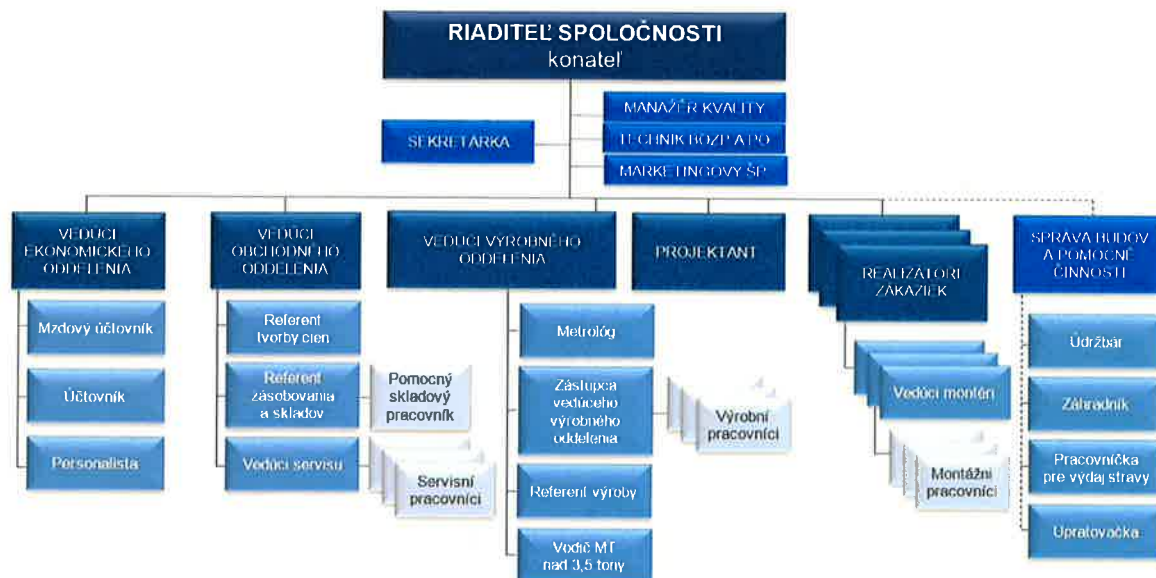 RIADITEĽ SPOLOČNOSTI
konateľ
SEKRETÁRKA
MANAŽÉR KVALITY
TECHNIK BOZP A PO
MARKETINGOVÝ ŠP.
VEDÚCI
EKONOMICKÉHO
ODDELENIA
Mzdový účtovník
Účtovník
Personalista
VEDÚCI
OBCHODNÉHO
ODDELENIA
Referent
tvorby cien
Referent
zásobovania
a skladov
Pomocný
skladový
pracovník
Vedúci servisu
Servisní
pracovníci
VEDÚCI VÝROBNÉHO
ODDELENIA
Metrológ
Zástupca
vedúceho
výrobného
oddelenia
Výrobní
pracovníci
Referent výroby
Vodič MT
nad 3,5 tony
PROJEKTANT
REALIZÁTORI
ZÁKAZIEK
Vedúci montéri
Montážni
pracovníci
SPRÁVA BUDOV
A POMOCNÉ
ČINNOSTI
Údržbár
Záhradník
Pracovníčka
pre výdaj stravy
Upratovačka